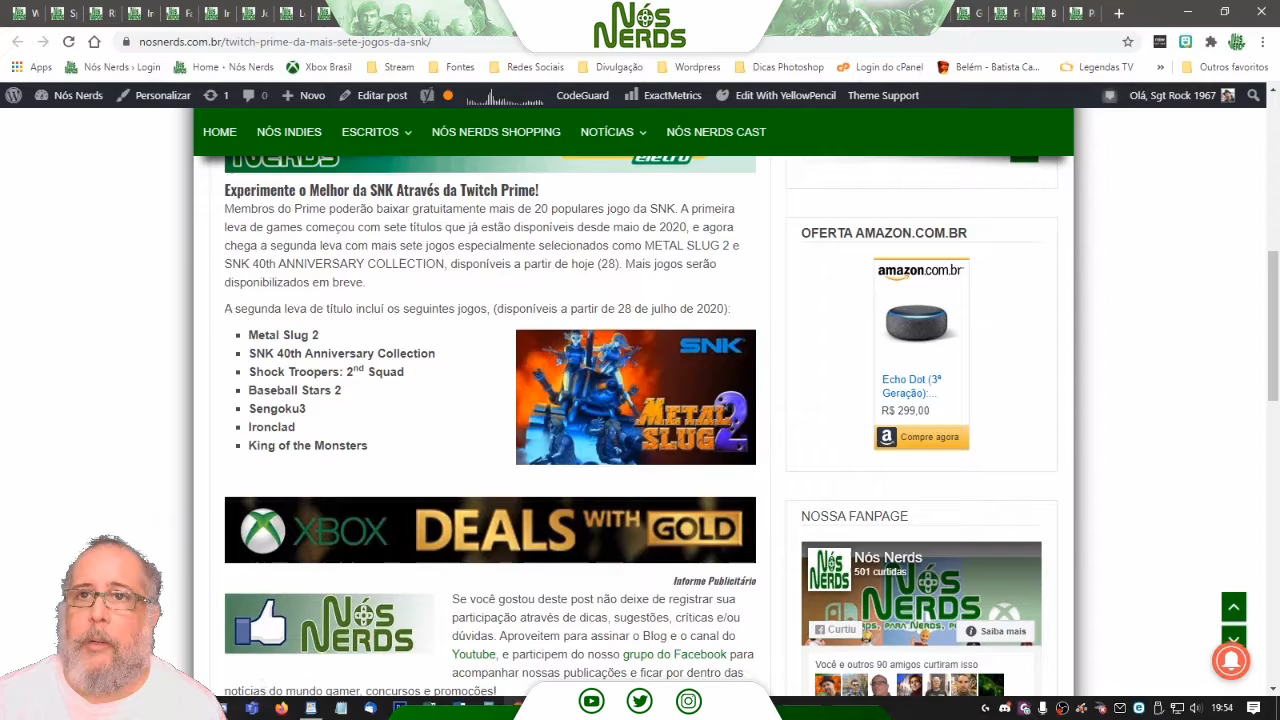 NÓS NERDS
nosnerds.com.br/twitch-prime-da-mais-sete-jogos-da-snk/
Apps Nós Nerds › Login Home - Nós Nerds Xbox Brasil Stream Fontes Redes Sociais Divulgação Wordpress Dicas Photoshop Login do cPanel Belém - Batista Ca... Legendas TV » Outros favoritos
Nós Nerds Personalizar 1 0 Novo Editar post CodeGuard ExactMetrics Edit With YellowPencil Theme Support Olá, Sgt Rock 1967
HOME NÓS INDIES ESCRITOS NÓS NERDS SHOPPING NOTÍCIAS NÓS NERDS CAST
Experimente o Melhor da SNK Através da Twitch Prime!
Membros do Prime poderão baixar gratuitamente mais de 20 populares jogo da SNK. A primeira
leva de games começou com sete títulos que já estão disponíveis desde maio de 2020, e agora
chega a segunda leva com mais sete jogos especialmente selecionados como METAL SLUG 2 e
SNK 40th ANNIVERSARY COLLECTION, disponíveis a partir de hoje (28). Mais jogos serão
disponibilizados em breve.
A segunda leva de título incluí os seguintes jogos, (disponíveis a partir de 28 de julho de 2020):
Metal Slug 2
SNK 40th Anniversary Collection
Shock Troopers: 2nd Squad
Baseball Stars 2
Sengoku3
Ironclad
King of the Monsters
SNK
METAL SLUG 2
XBOX DEALS WITH GOLD
Informe Publicitário
NÓS NERDS
Se você gostou deste post não deixe de registrar sua
participação através de dicas, sugestões, críticas e/ou
dúvidas. Aproveitem para assinar o Blog e o canal do
Youtube, e participem do nosso grupo do Facebook para
acompanhar nossas publicações e ficar por dentro das
notícias do mundo gamer, concursos e promoções!
OFERTA AMAZON.COM.BR
amazon.com.br
Echo Dot (3ª
Geração):...
R$ 299,00
Compre agora
NOSSA FANPAGE
Nós Nerds
501 curtidas
NÓS NERDS
Curtiu Saiba mais
Você e outros 90 amigos curtiram isso
19:54